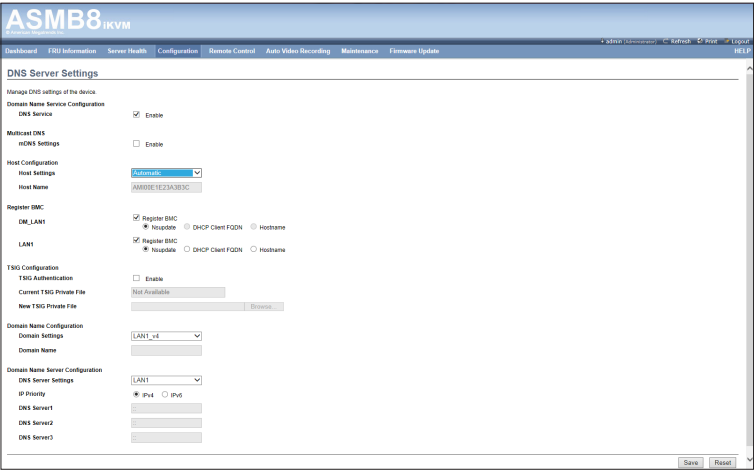 ASMB8 iKVM
© American Megatrends Inc.
admin (Administrator) Refresh Print Logout
Dashboard FRU Information Server Health Configuration Remote Control Auto Video Recording Maintenance Firmware Update HELP
DNS Server Settings
Manage DNS settings of the device.
Domain Name Service Configuration
DNS Service Enable
Multicast DNS
mDNS Settings Enable
Host Configuration
Host Settings Automatic
Host Name AMI00E1E23A3B3C
Register BMC
DM_LAN1 Register BMC
Nsupdate DHCP Client FQDN Hostname
LAN1 Register BMC
Nsupdate DHCP Client FQDN Hostname
TSIG Configuration
TSIG Authentication Enable
Current TSIG Private File Not Available
New TSIG Private File Browse...
Domain Name Configuration
Domain Settings LAN1_v4
Domain Name
Domain Name Server Configuration
DNS Server Settings LAN1
IP Priority IPv4 IPv6
DNS Server1 ::
DNS Server2 ::
DNS Server3 ::
Save Reset